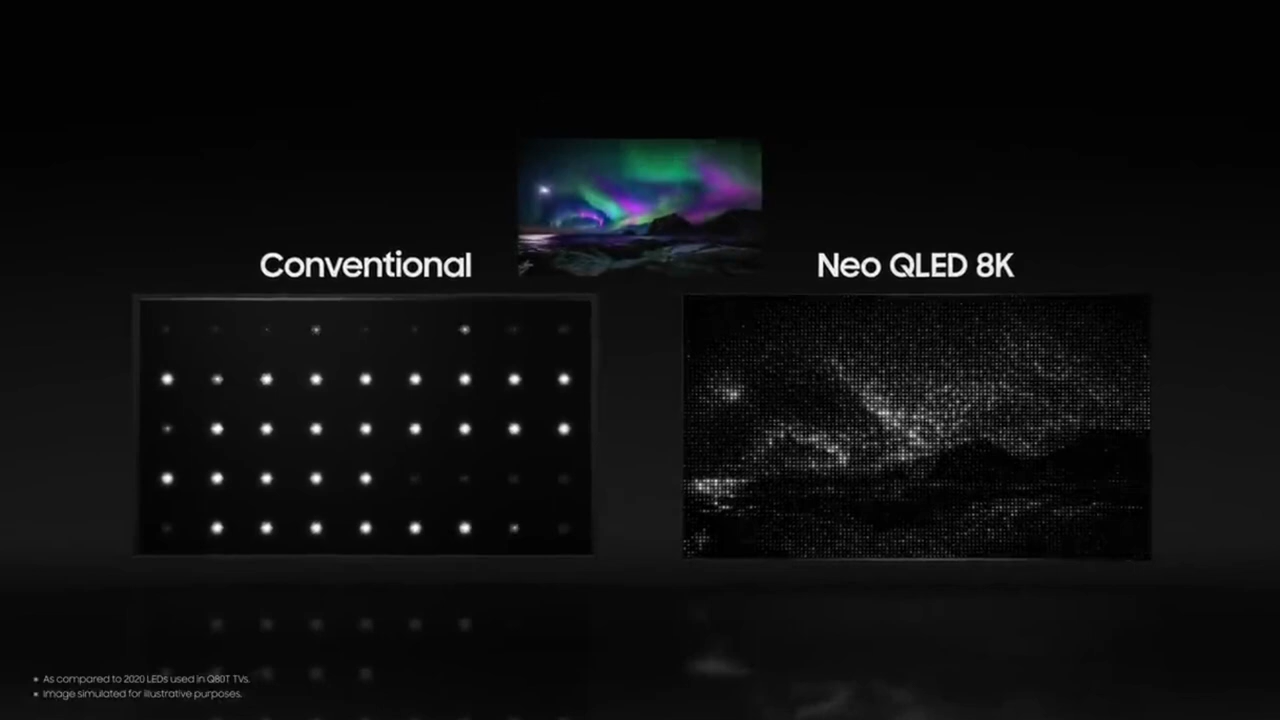 Conventional
Neo QLED 8K
* As compared to 2020 LEDs used in Q80T TVs.
* Image simulated for illustrative purposes.